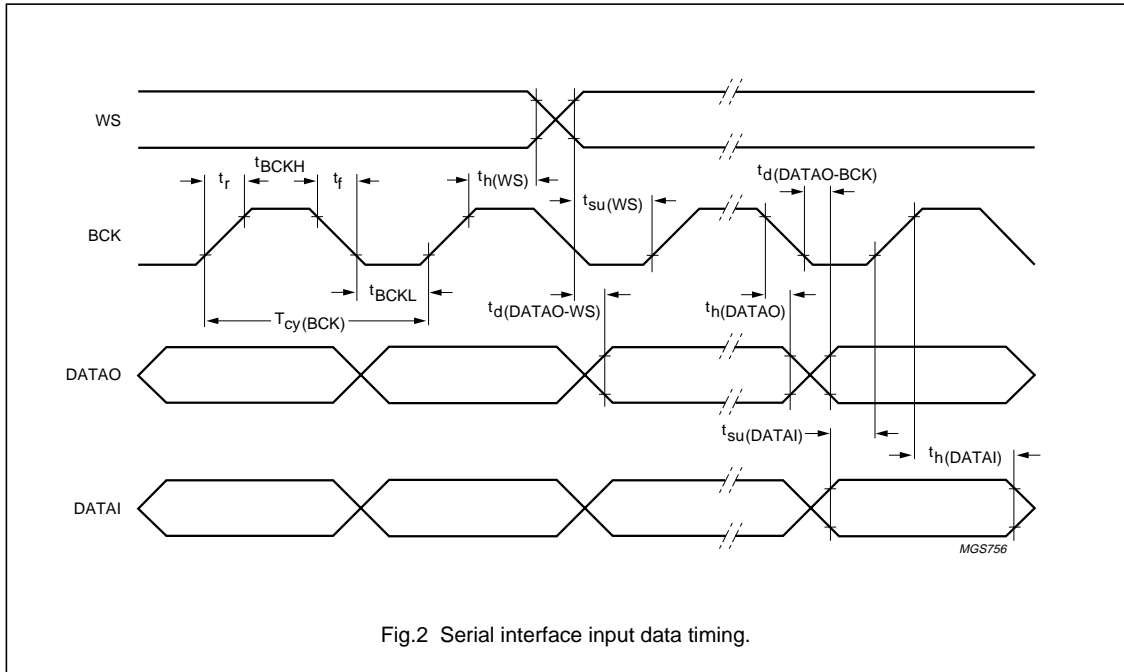 WS
tBCKH
tr
tf
th(WS)
td(DATAO-BCK)
tsu(WS)
BCK
tBCKL
td(DATAO-WS)
th(DATAO)
Tcy(BCK)
DATAO
tsu(DATAI)
th(DATAI)
DATAI
MGS756
Fig.2 Serial interface input data timing.